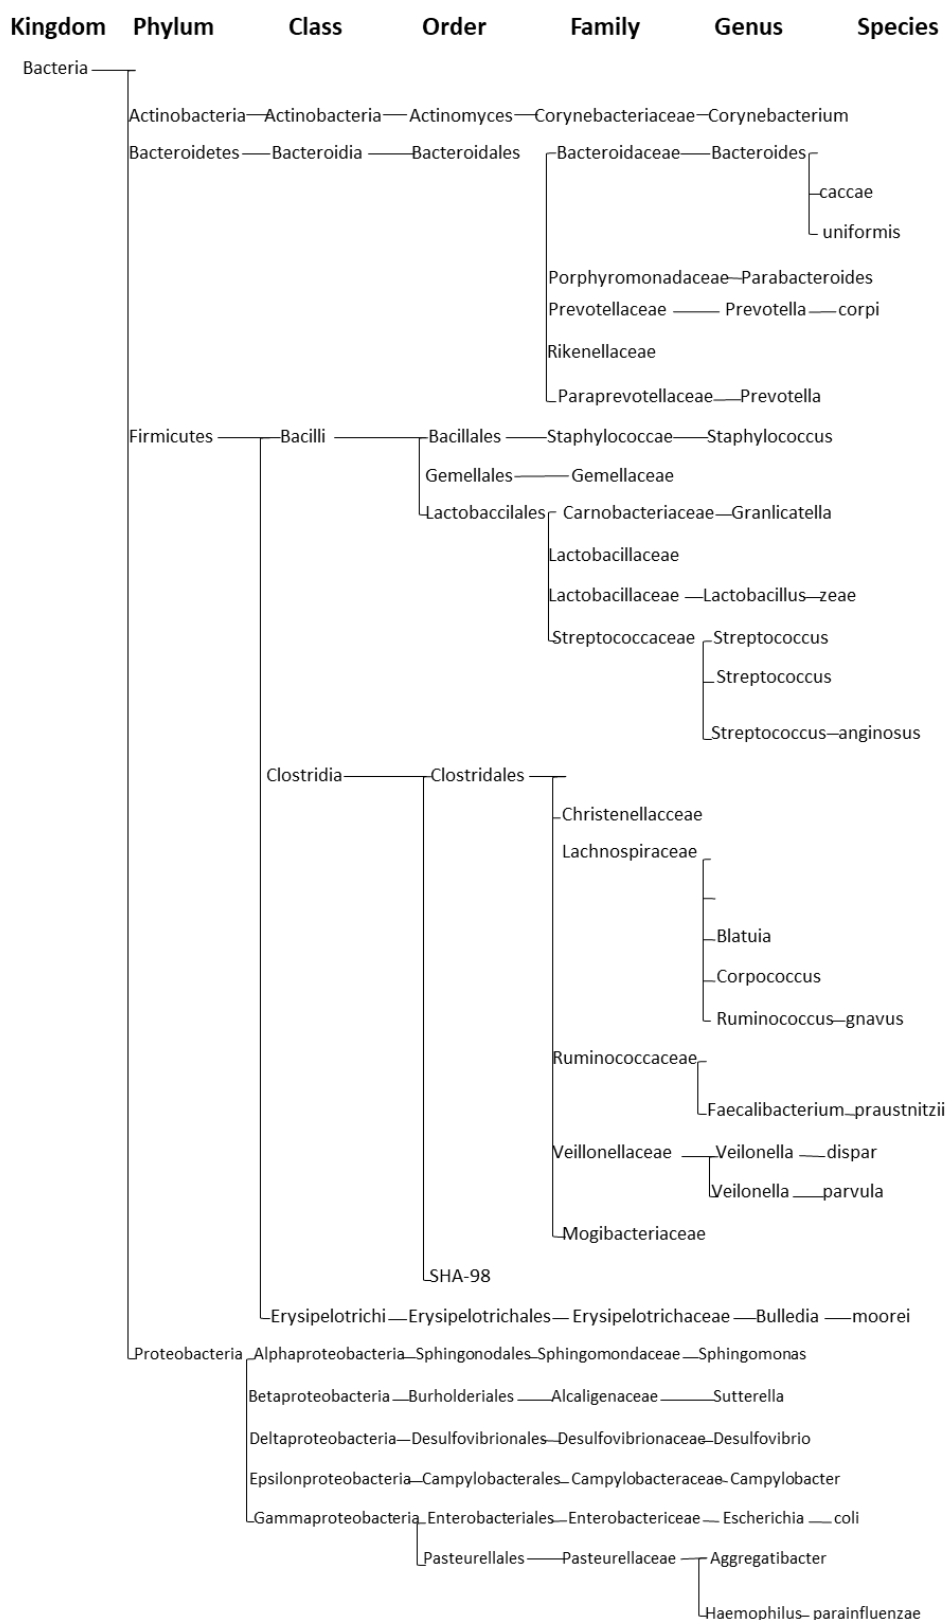 Kingdom Phylum Class Order Family Genus Species
Bacteria
Actinobacteria Actinobacteria Actinomyces Corynebacteriaceae Corynebacterium
Bacteroidetes Bacteroidia Bacteroidales Bacteroidaceae Bacteroides
caccae
uniformis
Porphyromonadaceae Parabacteroides
Prevotellaceae Prevotella corpi
Rikenellaceae
Paraprevotellaceae Prevotella
Firmicutes Bacilli Bacillales Staphylococcae Staphylococcus
Gemellales Gemellaceae
Lactobaccilales Carnobacteriaceae Granlicatella
Lactobacillaceae
Lactobacillaceae Lactobacillus zeae
Streptococcaceae Streptococcus
Streptococcus
Streptococcus anginosus
Clostridia Clostridales
Christenellacceae
Lachnospiraceae
Blatuia
Corpococcus
Ruminococcus gnavus
Ruminococcaceae
Faecalibacterium praustnitzii
Veillonellaceae Veilonella dispar
Veilonella parvula
Mogibacteriaceae
SHA-98
Erysipelotrichi Erysipelotrichales Erysipelotrichaceae Bulledia moorei
Proteobacteria Alphaproteobacteria Sphingonodales Sphingomondaceae Sphingomonas
Betaproteobacteria Burholderiales Alcaligenaceae Sutterella
Deltaproteobacteria Desulfovibrionales Desulfovibrionaceae Desulfovibrio
Epsilonproteobacteria Campylobacterales Campylobacteraceae Campylobacter
Gammaproteobacteria Enterobacteriales Enterobactericeae Escherichia coli
Pasteurellales Pasteurellaceae Aggregatibacter
Haemophilus parainfluenzae